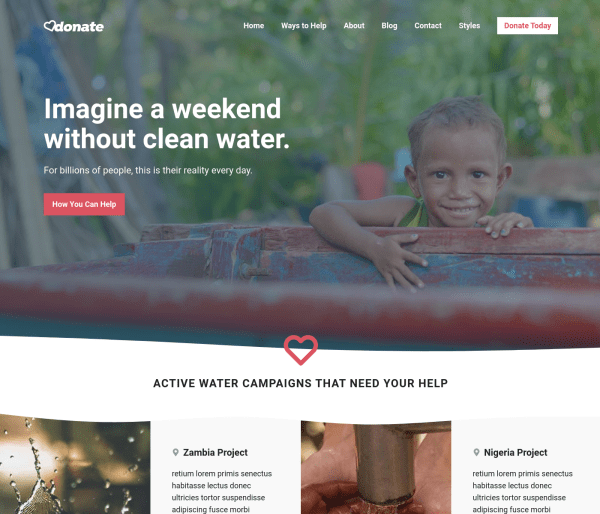 donate
Home Ways to Help About Blog Contact Styles Donate Today
Imagine a weekend
without clean water.
For billions of people, this is their reality every day.
How You Can Help
ACTIVE WATER CAMPAIGNS THAT NEED YOUR HELP
Zambia Project
retium lorem primis senectus
habitasse lectus donec
ultricies tortor suspendisse
adipiscing fusce morbi
Nigeria Project
retium lorem primis senectus
habitasse lectus donec
ultricies tortor suspendisse
adipiscing fusce morbi